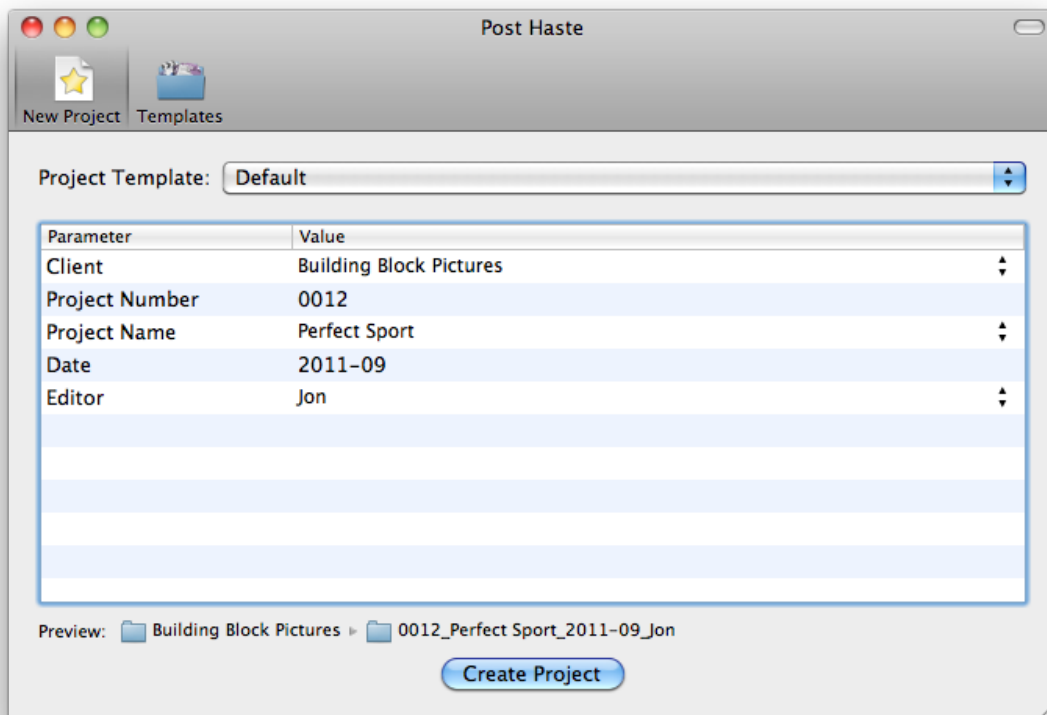 Post Haste
New Project Templates
Project Template: Default
Parameter Value
Client Building Block Pictures
Project Number 0012
Project Name Perfect Sport
Date 2011-09
Editor Jon
Preview: Building Block Pictures 0012_Perfect Sport_2011-09_Jon
Create Project